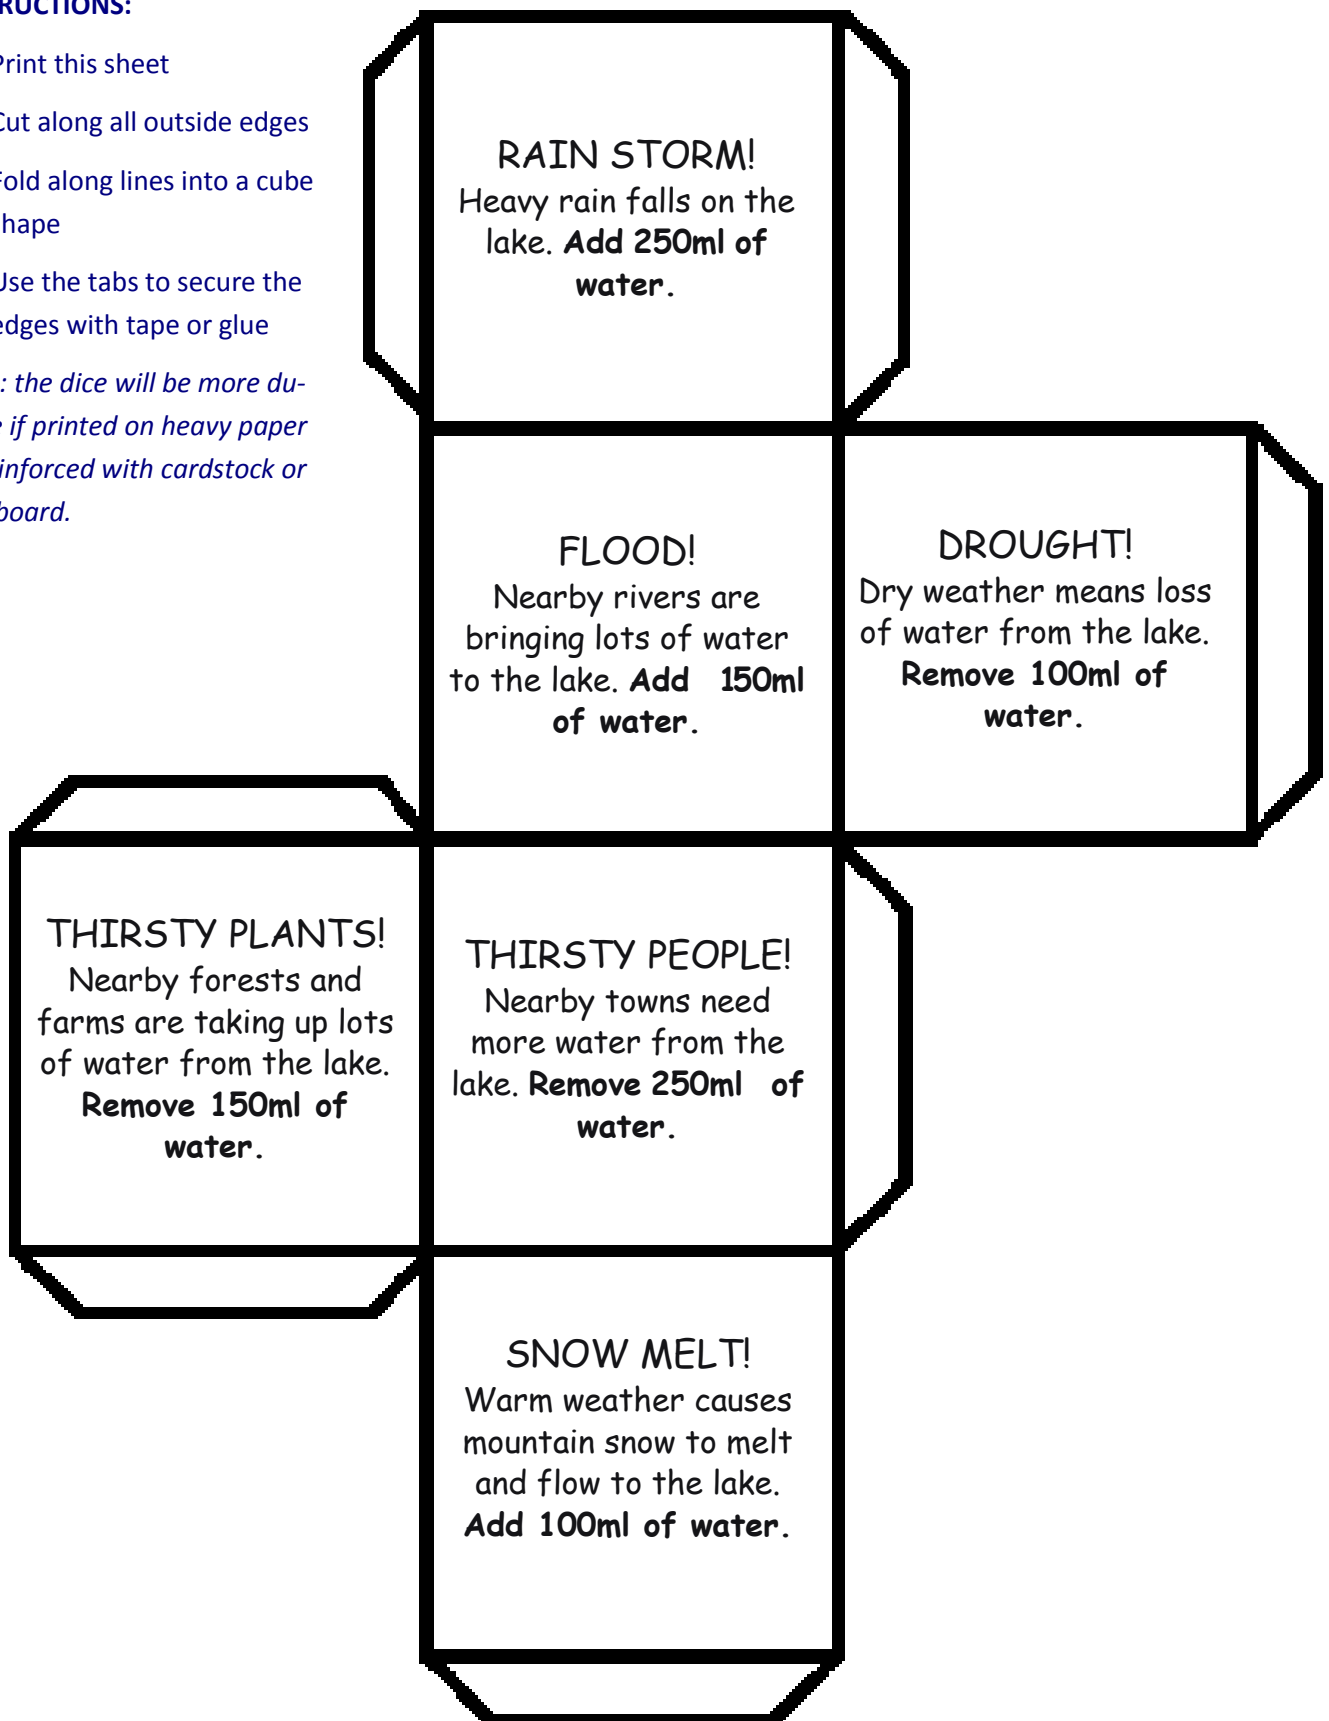 RUCTIONS:
Print this sheet
Cut along all outside edges
Fold along lines into a cube
hape
Use the tabs to secure the
edges with tape or glue
: the dice will be more du-
e if printed on heavy paper
inforced with cardstock or
board.
RAIN STORM!
Heavy rain falls on the
lake. Add 250ml of
water.
FLOOD!
Nearby rivers are
bringing lots of water
to the lake. Add 150ml
of water.
DROUGHT!
Dry weather means loss
of water from the lake.
Remove 100ml of
water.
THIRSTY PLANTS!
Nearby forests and
farms are taking up lots
of water from the lake.
Remove 150ml of
water.
THIRSTY PEOPLE!
Nearby towns need
more water from the
lake. Remove 250ml of
water.
SNOW MELT!
Warm weather causes
mountain snow to melt
and flow to the lake.
Add 100ml of water.